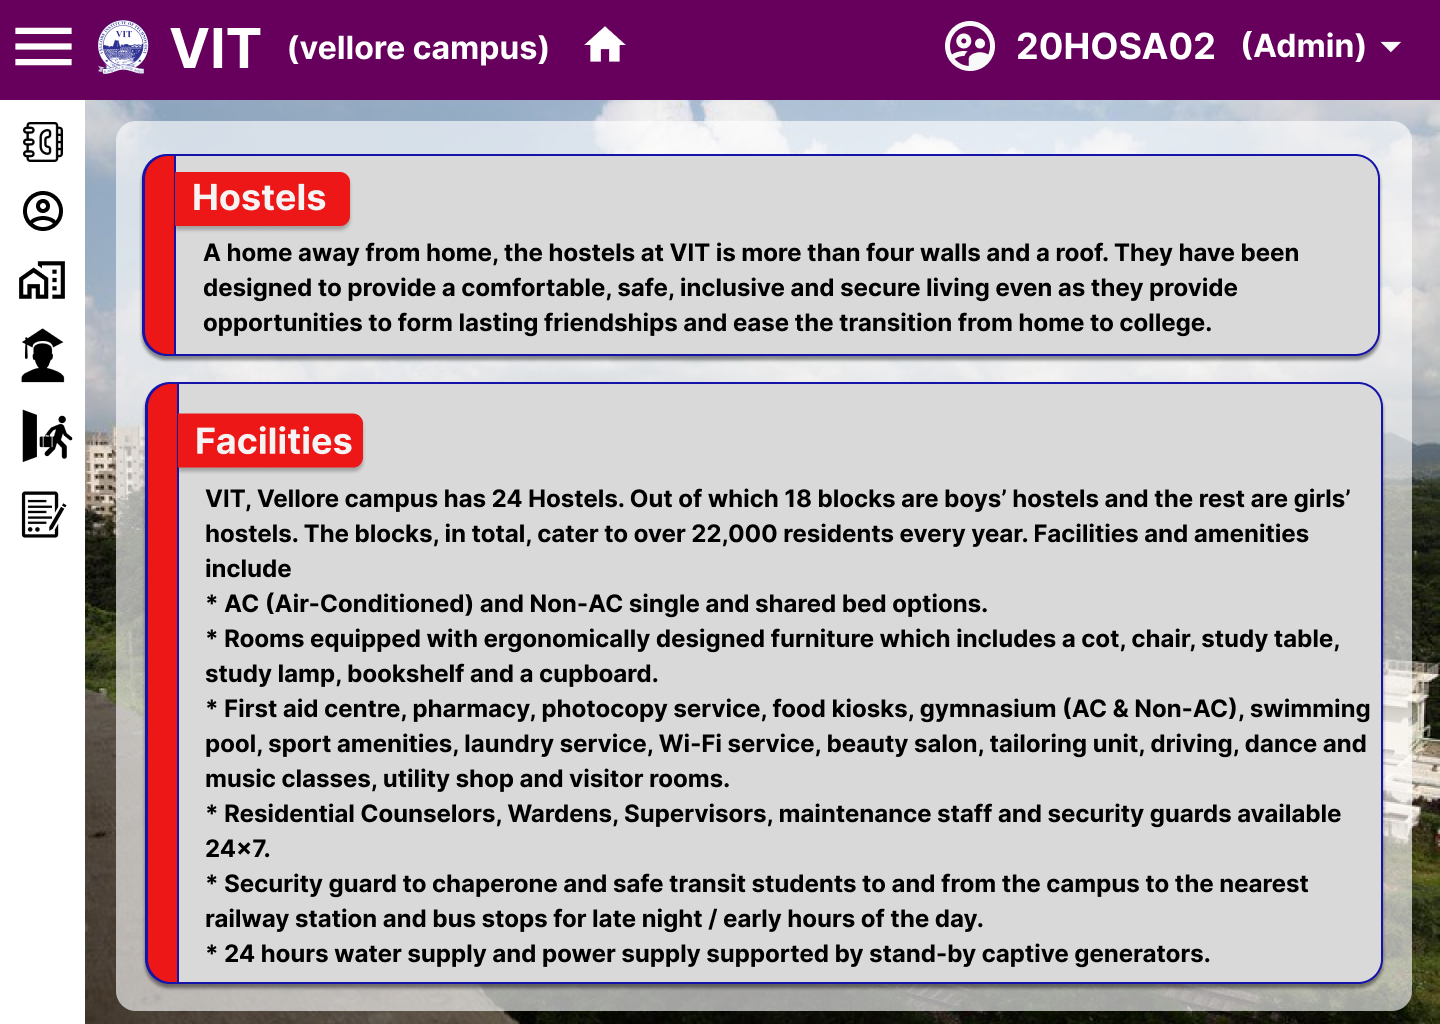 VIT
VIT (vellore campus)
20HOSA02 (Admin)
Hostels
A home away from home, the hostels at VIT is more than four walls and a roof. They have been
designed to provide a comfortable, safe, inclusive and secure living even as they provide
opportunities to form lasting friendships and ease the transition from home to college.
Facilities
VIT, Vellore campus has 24 Hostels. Out of which 18 blocks are boys’ hostels and the rest are girls’
hostels. The blocks, in total, cater to over 22,000 residents every year. Facilities and amenities
include
* AC (Air-Conditioned) and Non-AC single and shared bed options.
* Rooms equipped with ergonomically designed furniture which includes a cot, chair, study table,
study lamp, bookshelf and a cupboard.
* First aid centre, pharmacy, photocopy service, food kiosks, gymnasium (AC & Non-AC), swimming
pool, sport amenities, laundry service, Wi-Fi service, beauty salon, tailoring unit, driving, dance and
music classes, utility shop and visitor rooms.
* Residential Counselors, Wardens, Supervisors, maintenance staff and security guards available
24×7.
* Security guard to chaperone and safe transit students to and from the campus to the nearest
railway station and bus stops for late night / early hours of the day.
* 24 hours water supply and power supply supported by stand-by captive generators.